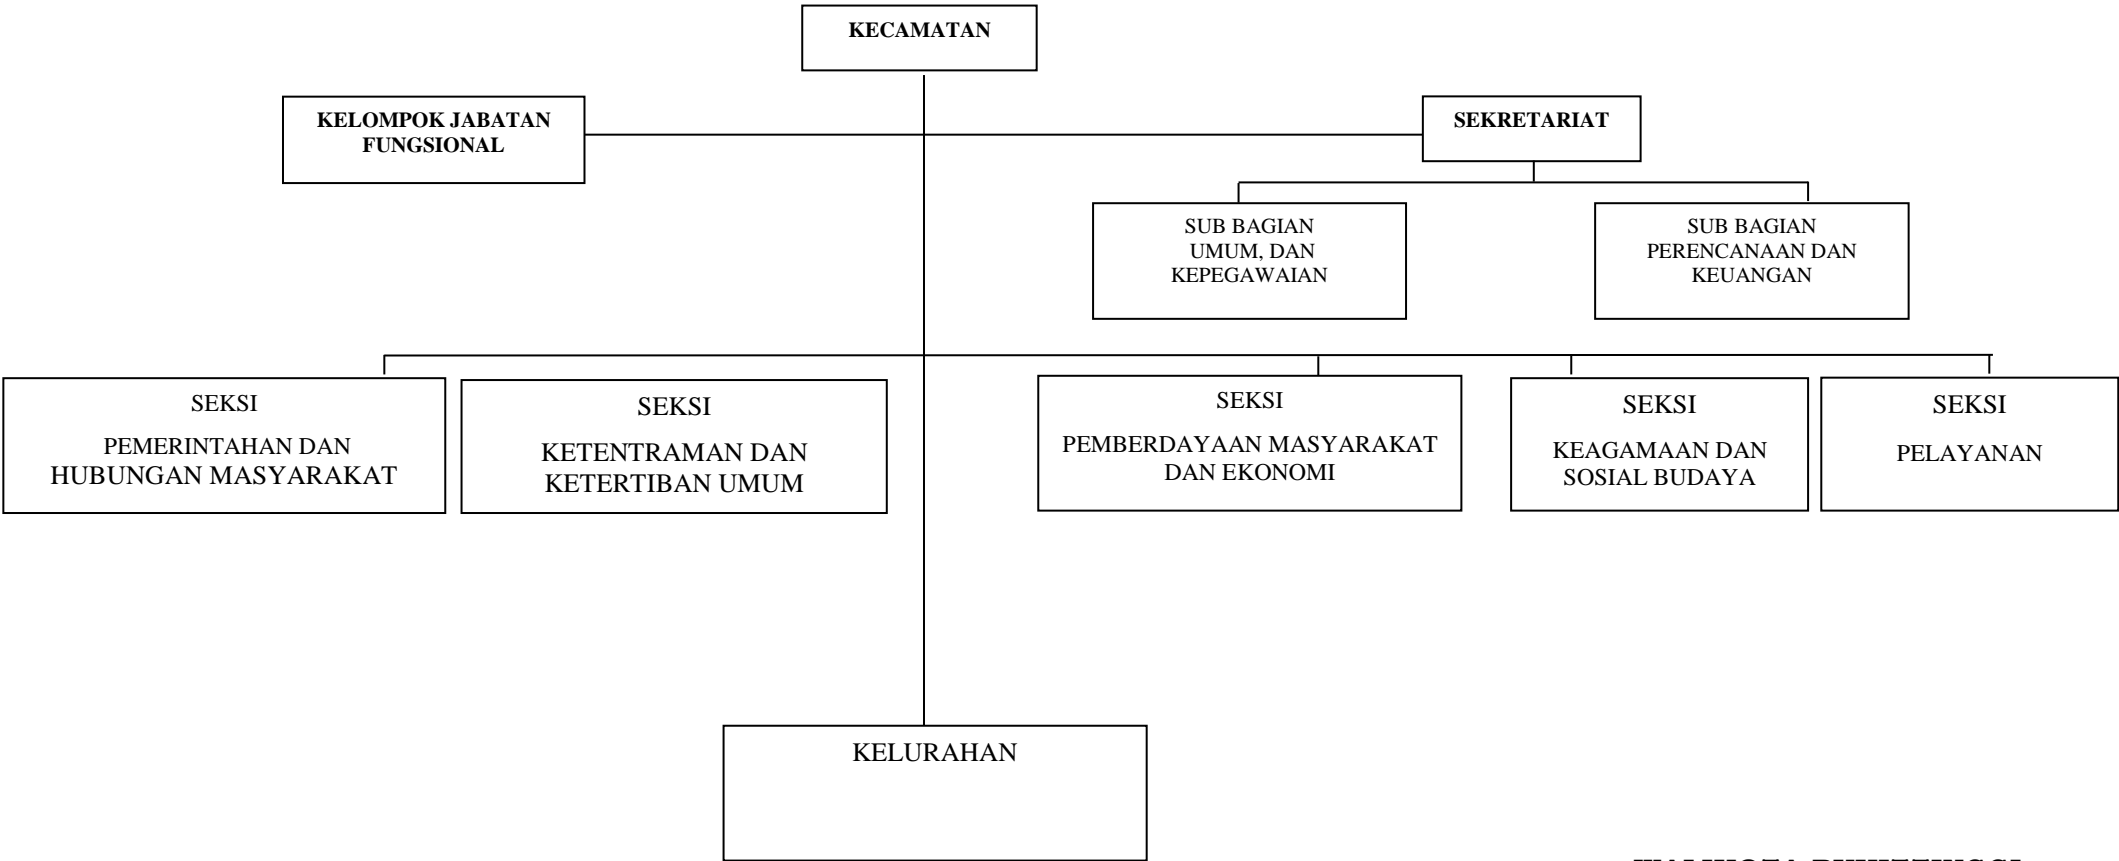 KECAMATAN
KELOMPOK JABATAN
FUNGSIONAL
SEKRETARIAT
SUB BAGIAN
UMUM, DAN
KEPEGAWAIAN
SUB BAGIAN
PERENCANAAN DAN
KEUANGAN
SEKSI
PEMERINTAHAN DAN
HUBUNGAN MASYARAKAT
SEKSI
KETENTRAMAN DAN
KETERTIBAN UMUM
SEKSI
PEMBERDAYAAN MASYARAKAT
DAN EKONOMI
SEKSI
KEAGAMAAN DAN
SOSIAL BUDAYA
SEKSI
PELAYANAN
KELURAHAN